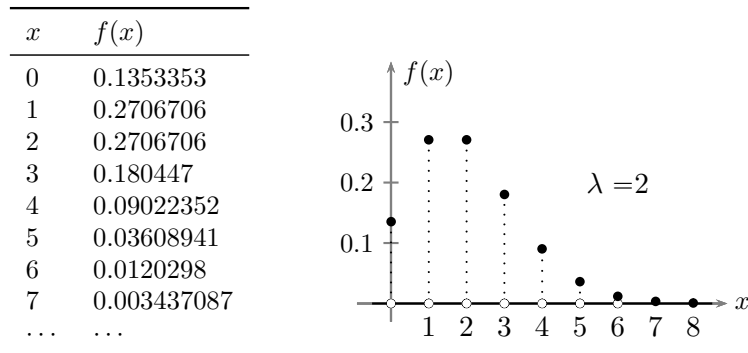 x f(x)
0 0.1353353
1 0.2706706
2 0.2706706
3 0.180447
4 0.09022352
5 0.03608941
6 0.0120298
7 0.003437087
... ...
f(x)
0.3
0.2
0.1
λ =2
x
1 2 3 4 5 6 7 8